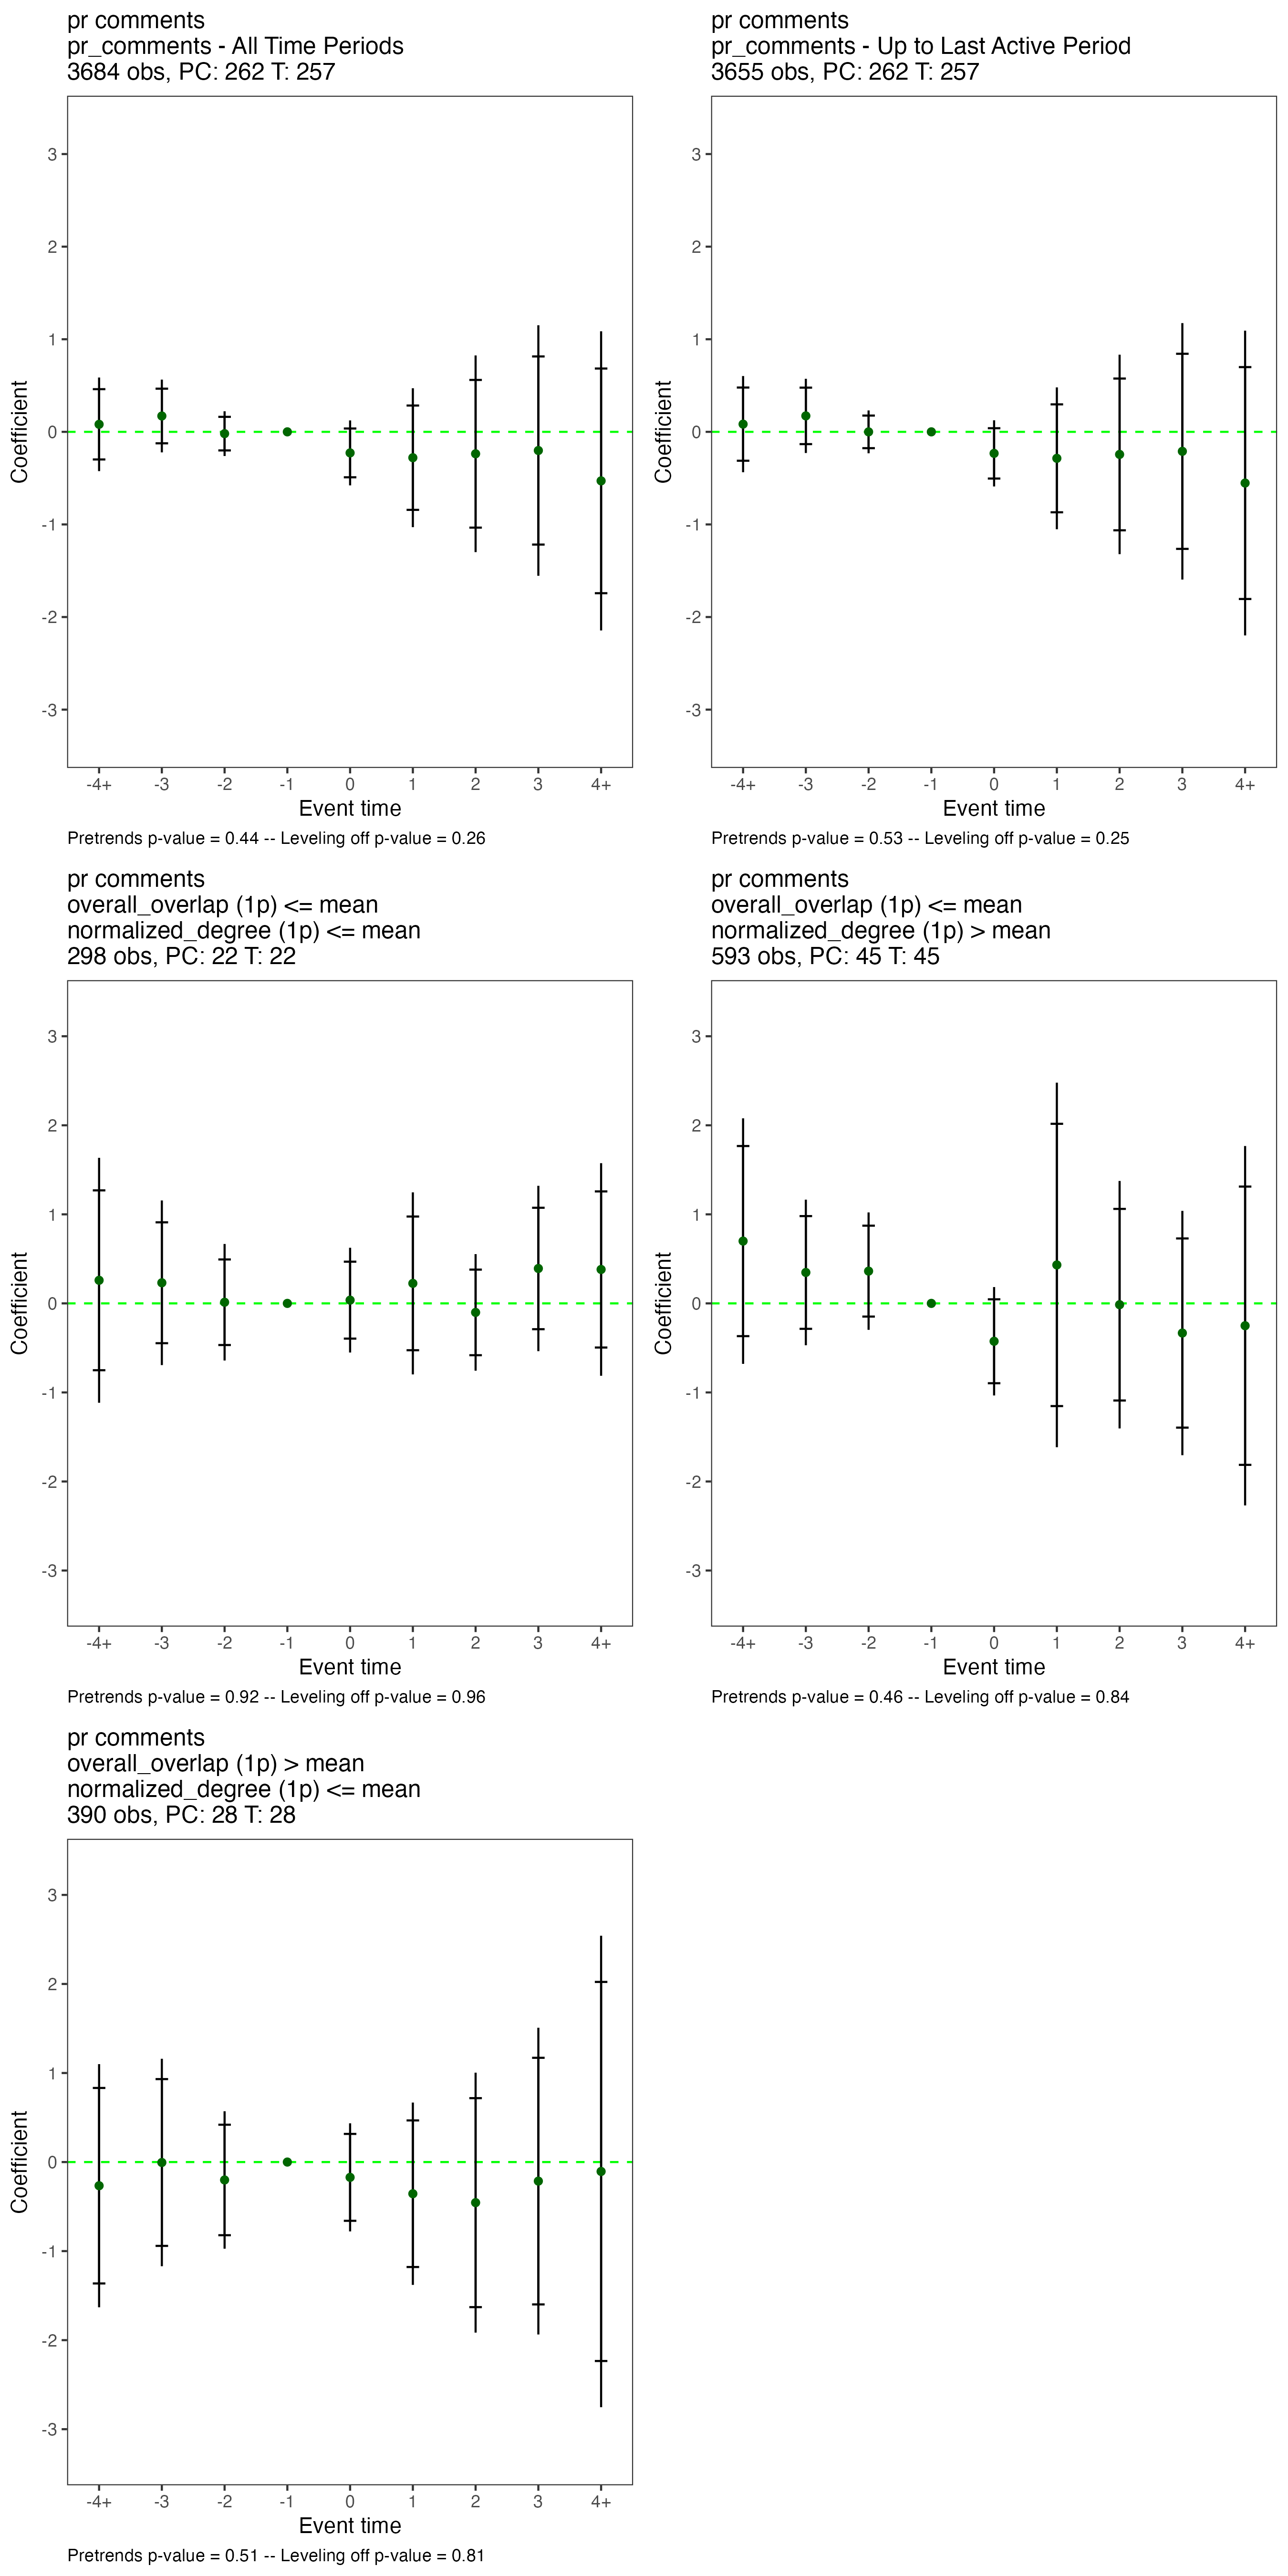 pr comments
pr_comments - All Time Periods
3684 obs, PC: 262 T: 257
3
2
1
0
-1
-2
-3
Coefficient
-4+ -3 -2 -1 0 1 2 3 4+
Event time
Pretrends p-value = 0.44 -- Leveling off p-value = 0.26
pr comments
pr_comments - Up to Last Active Period
3655 obs, PC: 262 T: 257
3
2
1
0
-1
-2
-3
Coefficient
-4+ -3 -2 -1 0 1 2 3 4+
Event time
Pretrends p-value = 0.53 -- Leveling off p-value = 0.25
pr comments
overall_overlap (1p) <= mean
normalized_degree (1p) <= mean
298 obs, PC: 22 T: 22
3
2
1
0
-1
-2
-3
Coefficient
-4+ -3 -2 -1 0 1 2 3 4+
Event time
Pretrends p-value = 0.92 -- Leveling off p-value = 0.96
pr comments
overall_overlap (1p) <= mean
normalized_degree (1p) > mean
593 obs, PC: 45 T: 45
3
2
1
0
-1
-2
-3
Coefficient
-4+ -3 -2 -1 0 1 2 3 4+
Event time
Pretrends p-value = 0.46 -- Leveling off p-value = 0.84
pr comments
overall_overlap (1p) > mean
normalized_degree (1p) <= mean
390 obs, PC: 28 T: 28
3
2
1
0
-1
-2
-3
Coefficient
-4+ -3 -2 -1 0 1 2 3 4+
Event time
Pretrends p-value = 0.51 -- Leveling off p-value = 0.81